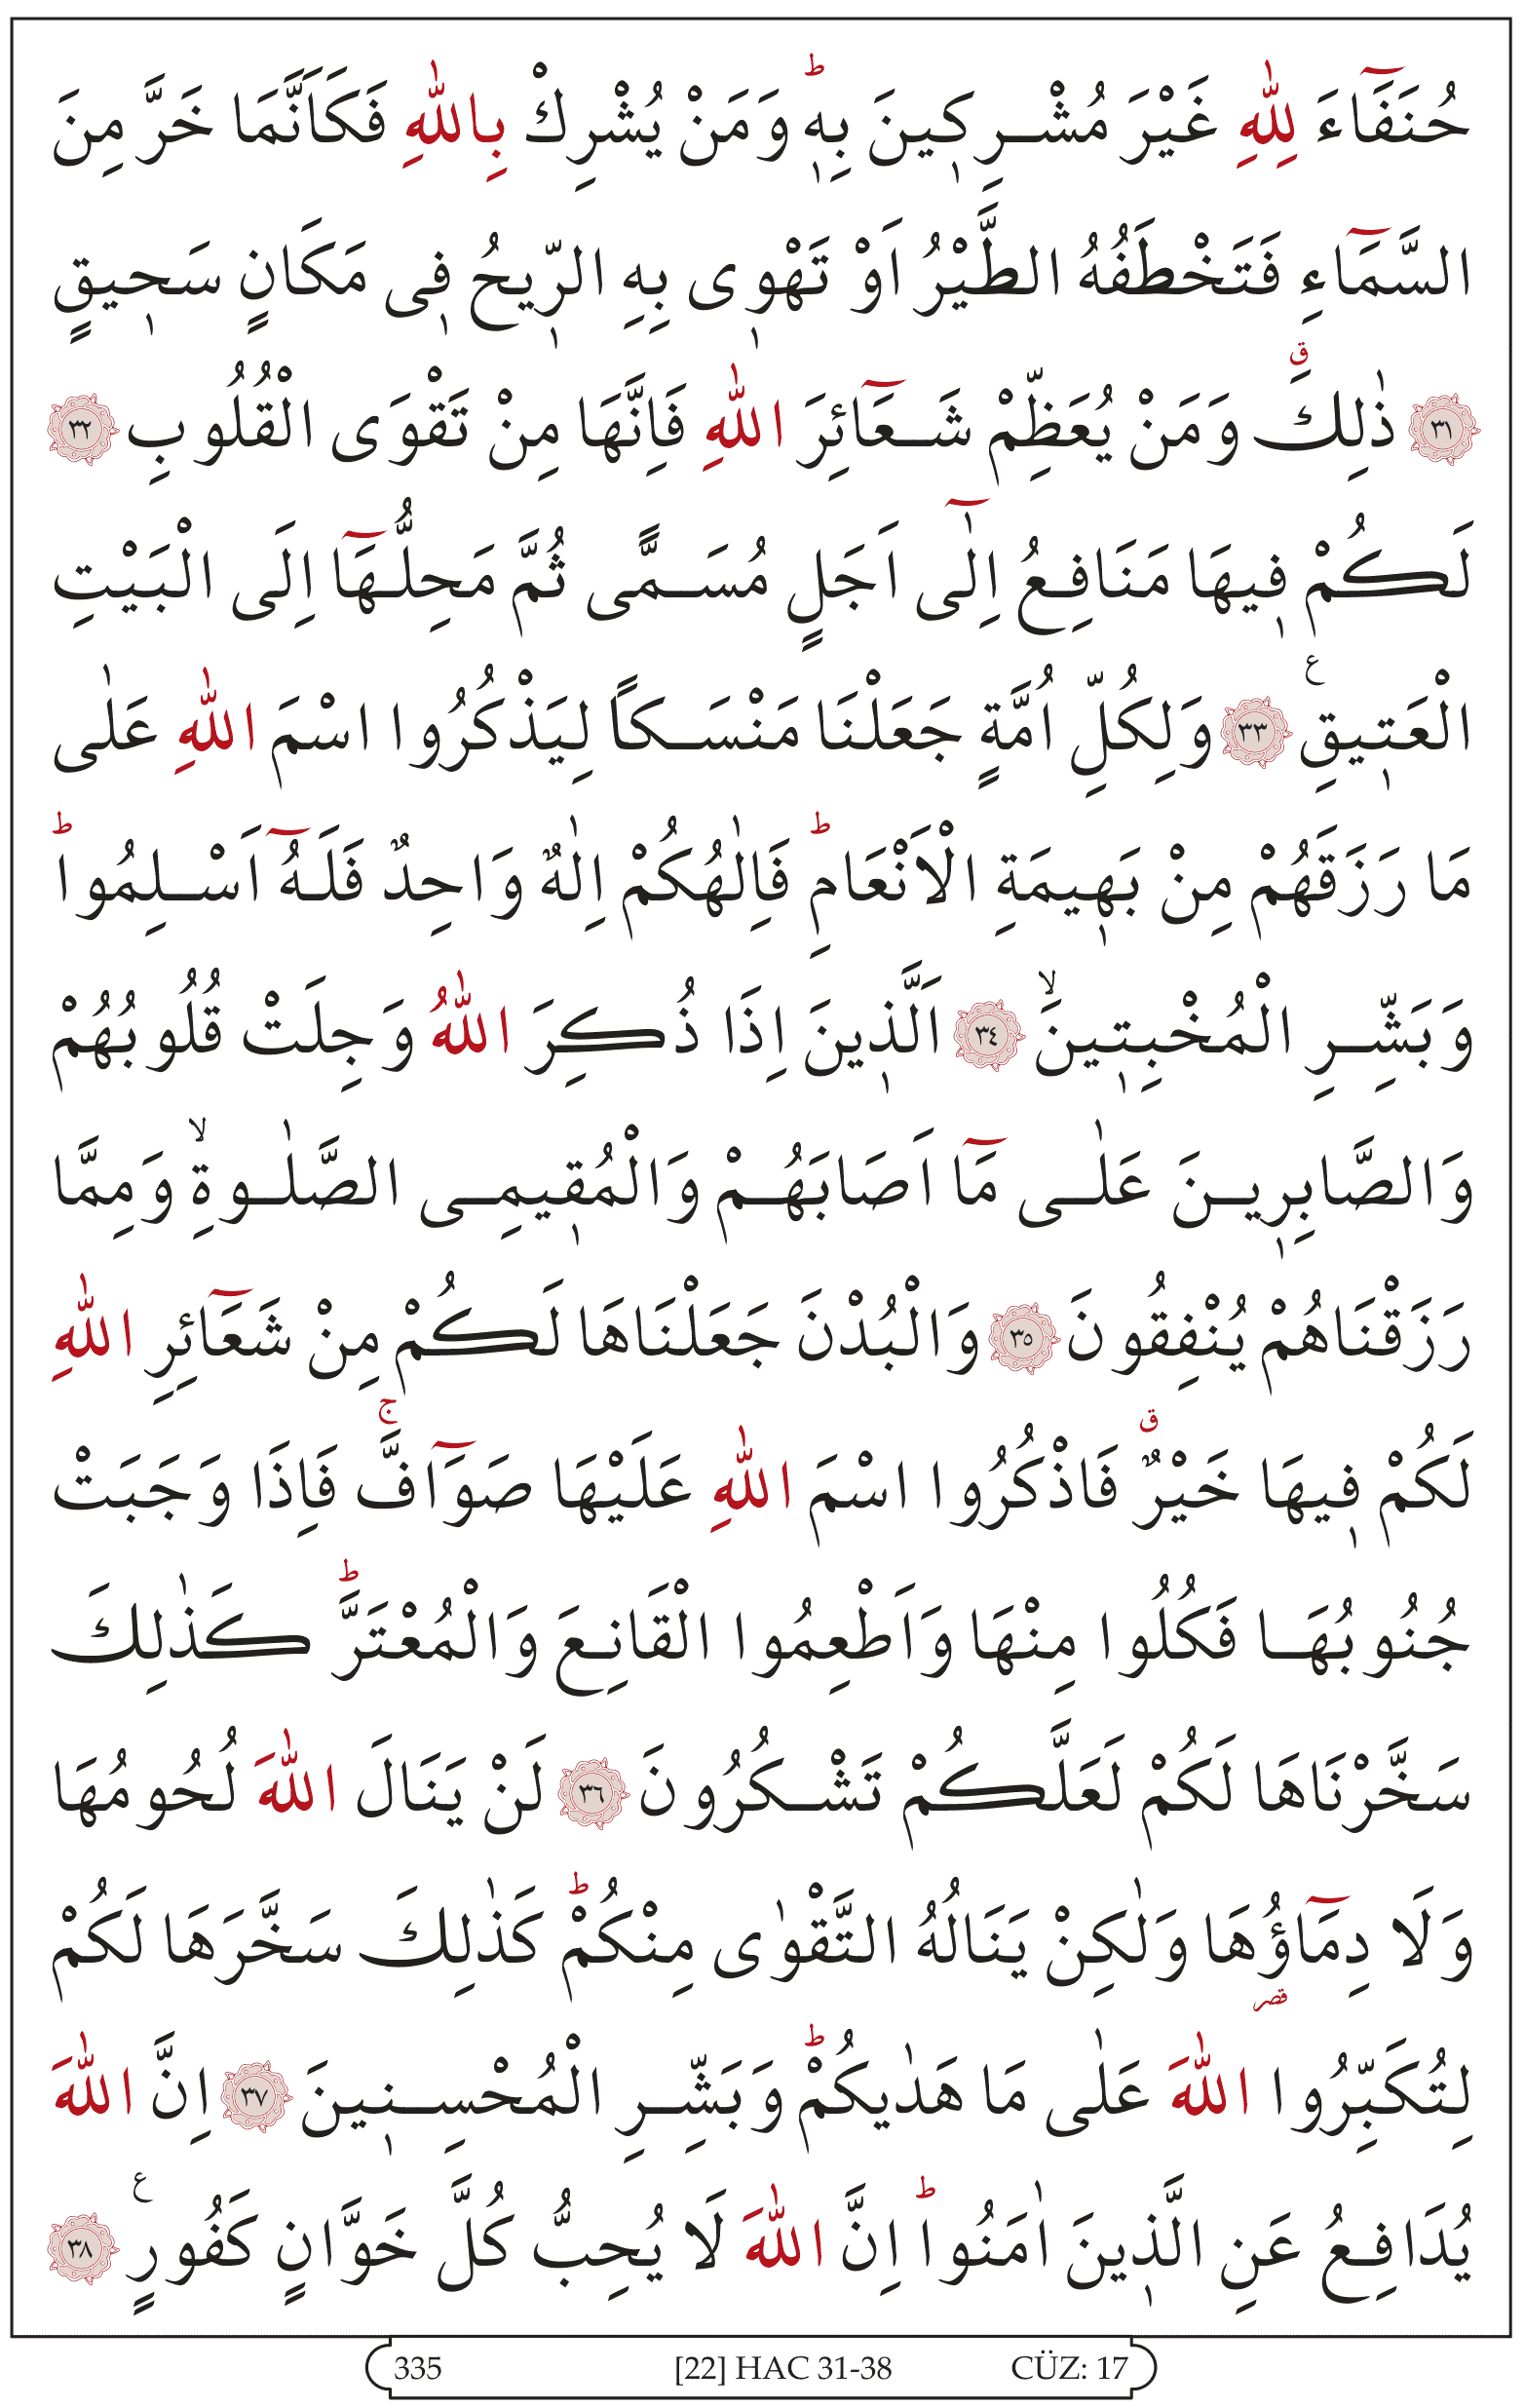 حُنَفَٓاءَ لِلّٰهِ غَيْرَ مُشْرِكٖينَ بِهٖؕ وَمَنْ يُشْرِكْ بِاللّٰهِ فَكَاَنَّمَا خَرَّ مِنَ
السَّمَٓاءِ فَتَخْطَفُهُ الطَّيْرُ اَوْ تَهْوٖى بِهِ الرّٖيحُ فٖى مَكَانٍ سَحٖيقٍ
﴿٣١﴾ ذٰلِكَࣗ وَمَنْ يُعَظِّمْ شَعَٓائِرَ اللّٰهِ فَاِنَّهَا مِنْ تَقْوَى الْقُلُوبِ ﴿٣٢﴾
لَكُمْ فٖيهَا مَنَافِعُ اِلٰٓى اَجَلٍ مُسَمًّى ثُمَّ مَحِلُّهَٓا اِلَى الْبَيْتِ
الْعَتٖيقِࣖ ﴿٣٣﴾ وَلِكُلِّ اُمَّةٍ جَعَلْنَا مَنْسَكًا لِيَذْكُرُوا اسْمَ اللّٰهِ عَلٰى
مَا رَزَقَهُمْ مِنْ بَهٖيمَةِ الْاَنْعَامِؕ فَاِلٰهُكُمْ اِلٰهٌ وَاحِدٌ فَلَهُٓ اَسْلِمُواؕ
وَبَشِّرِ الْمُخْبِتٖينَۙ ﴿٣٤﴾ اَلَّذٖينَ اِذَا ذُكِرَ اللّٰهُ وَجِلَتْ قُلُوبُهُمْ
وَالصَّابِرٖينَ عَلٰى مَٓا اَصَابَهُمْ وَالْمُقٖيمِى الصَّلٰوةِۙ وَمِمَّا
رَزَقْنَاهُمْ يُنْفِقُونَ ﴿٣٥﴾ وَالْبُدْنَ جَعَلْنَاهَا لَكُمْ مِنْ شَعَٓائِرِ اللّٰهِ
لَكُمْ فٖيهَا خَيْرٌࣗ فَاذْكُرُوا اسْمَ اللّٰهِ عَلَيْهَا صَوَٓافَّۚ فَاِذَا وَجَبَتْ
جُنُوبُهَا فَكُلُوا مِنْهَا وَاَطْعِمُوا الْقَانِعَ وَالْمُعْتَرَّؕ كَذٰلِكَ
سَخَّرْنَاهَا لَكُمْ لَعَلَّكُمْ تَشْكُرُونَ ﴿٣٦﴾ لَنْ يَنَالَ اللّٰهَ لُحُومُهَا
وَلَا دِمَٓاؤُهَا وَلٰكِنْ يَنَالُهُ التَّقْوٰى مِنْكُمْؕ كَذٰلِكَ سَخَّرَهَا لَكُمْ
قصر
لِتُكَبِّرُوا اللّٰهَ عَلٰى مَا هَدٰيكُمْؕ وَبَشِّرِ الْمُحْسِنٖينَ ﴿٣٧﴾ اِنَّ اللّٰهَ
يُدَافِعُ عَنِ الَّذٖينَ اٰمَنُواؕ اِنَّ اللّٰهَ لَا يُحِبُّ كُلَّ خَوَّانٍ كَفُورٍࣖ ﴿٣٨﴾
335 [22] HAC 31-38 CÜZ: 17